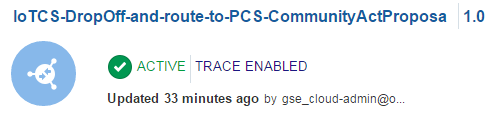 IoTCS-DropOff-and-route-to-PCS-CommunityActProposa 1.0
ACTIVE TRACE ENABLED
Updated 33 minutes ago by gse_cloud-admin@o...